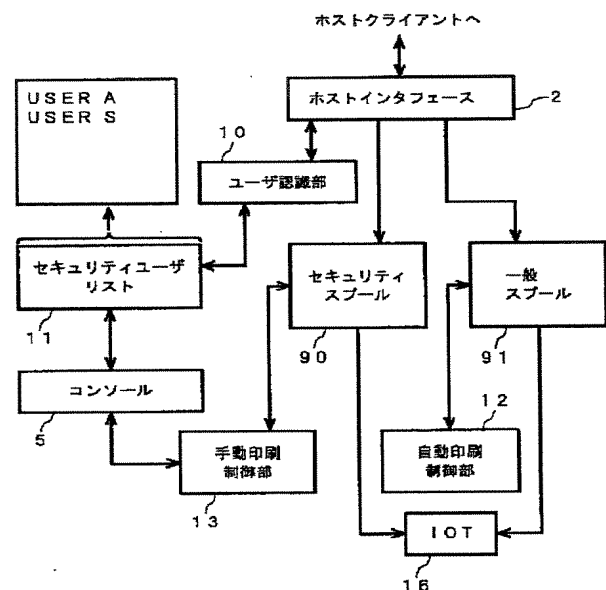 ホストクライアントへ
ホストインタフェース
2
USER A
USER S
10
ユーザ認識部
セキュリティユーザ
リスト
11
セキュリティ
スプール
90
一般
スプール
91
コンソール
5
手動印刷
制御部
13
12
自動印刷
制御部
IOT
16